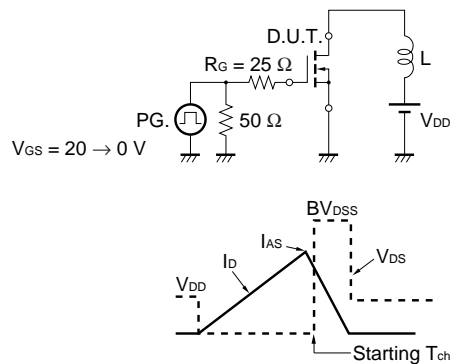 D.U.T.
RG = 25 Ω
L
PG.
50 Ω
VDD
VGS = 20 → 0 V
BVDSS
IAS
ID
VDS
VDD
Starting Tch